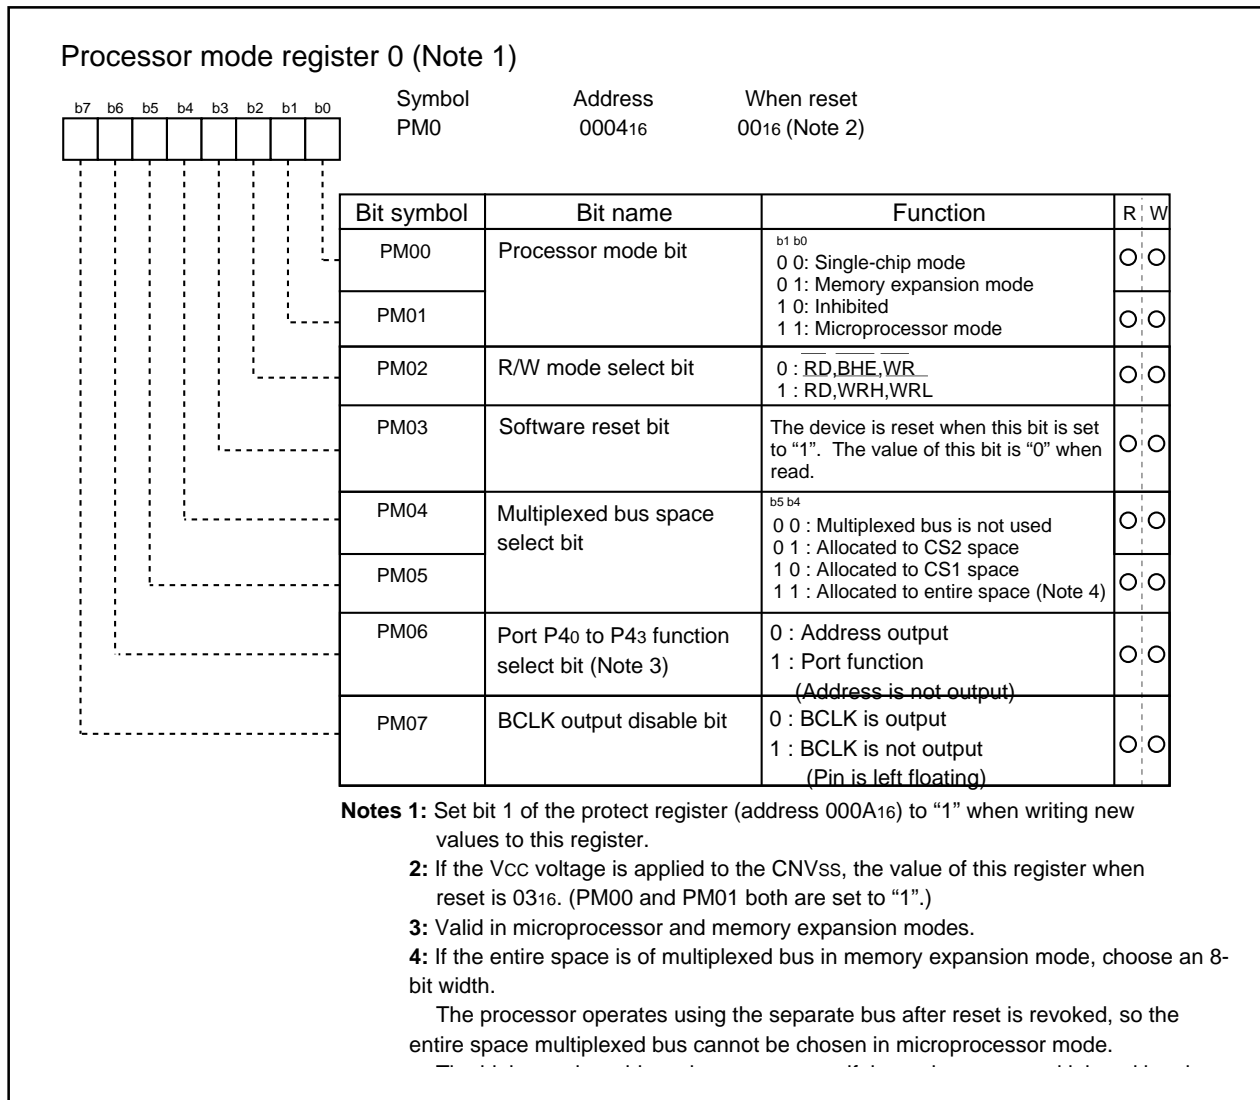 Processor mode register 0 (Note 1)
b7 b6 b5 b4 b3 b2 b1 b0
Symbol Address When reset
PM0 000416 0016 (Note 2)
Bit symbol Bit name Function R W
PM00 Processor mode bit
b1 b0
0 0: Single-chip mode
0 1: Memory expansion mode
PM01
1 0: Inhibited
1 1: Microprocessor mode
PM02 R/W mode select bit
0 : RD,BHE,WR
1 : RD,WRH,WRL
PM03 Software reset bit
The device is reset when this bit is set
to “1”. The value of this bit is “0” when
read.
PM04 Multiplexed bus space
select bit
b5 b4
0 0 : Multiplexed bus is not used
0 1 : Allocated to CS2 space
PM05
1 0 : Allocated to CS1 space
1 1 : Allocated to entire space (Note 4)
PM06 Port P40 to P43 function
select bit (Note 3)
0 : Address output
1 : Port function
(Address is not output)
PM07 BCLK output disable bit
0 : BCLK is output
1 : BCLK is not output
(Pin is left floating)
Notes 1: Set bit 1 of the protect register (address 000A16) to “1” when writing new
values to this register.
2: If the VCC voltage is applied to the CNVSS, the value of this register when
reset is 0316. (PM00 and PM01 both are set to “1”.)
3: Valid in microprocessor and memory expansion modes.
4: If the entire space is of multiplexed bus in memory expansion mode, choose an 8-
bit width.
The processor operates using the separate bus after reset is revoked, so the
entire space multiplexed bus cannot be chosen in microprocessor mode.